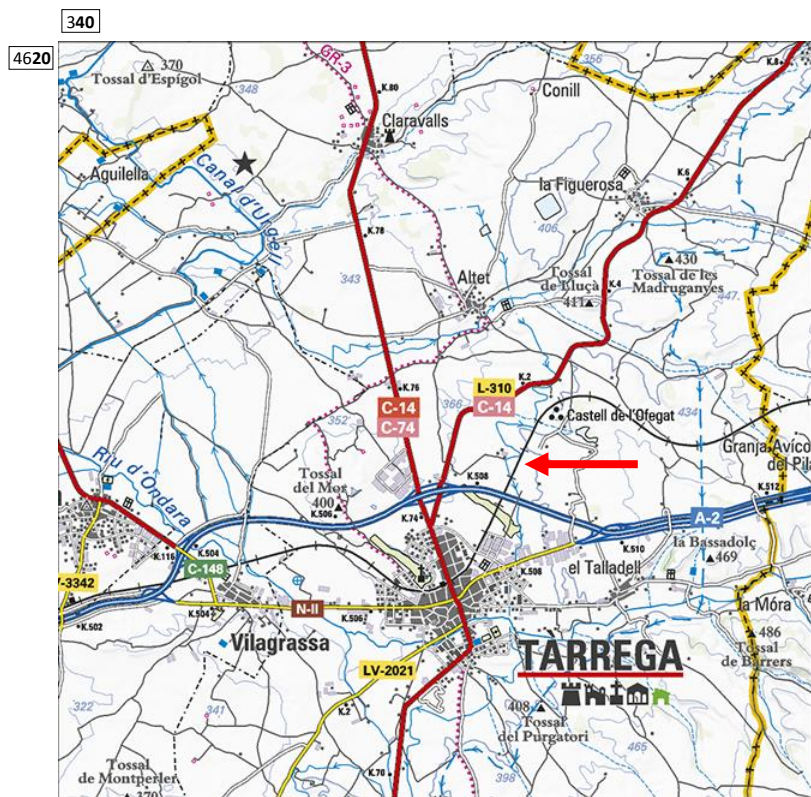 340
4620
370
Tossal d'Espígol
348
GR-3
K.80
Claravalls
Conill
356
K.8
K.6
Aguilella
Canal d'Urgell
la Figuerosa
406
K.78
343
430
Tossal de les
Madruganyes
Altet
Tossal
de Lluçà
411
K.4
447
K.76
K.2
L-310
C-14
C-74
C-14
366
352
Castell de l'Ofegat
434
Granja Avíco
del Pila
Riu d'Ondara
Tossal
del Mor
400
K.506
K.508
K.74
K.512
A-2
K.116
K.504
C-148
K.508
K.510
la Bassadolç
469
el Talladell
V-3342
K.502
K.504
N-II
K.506
la Móra
Vilagrassa
LV-2021
TÀRREGA
486
Tossal
de Barrers
322
341
K.2
408
Tossal
del Purgatori
465
Tossal
de Montperler
370
K.70
398